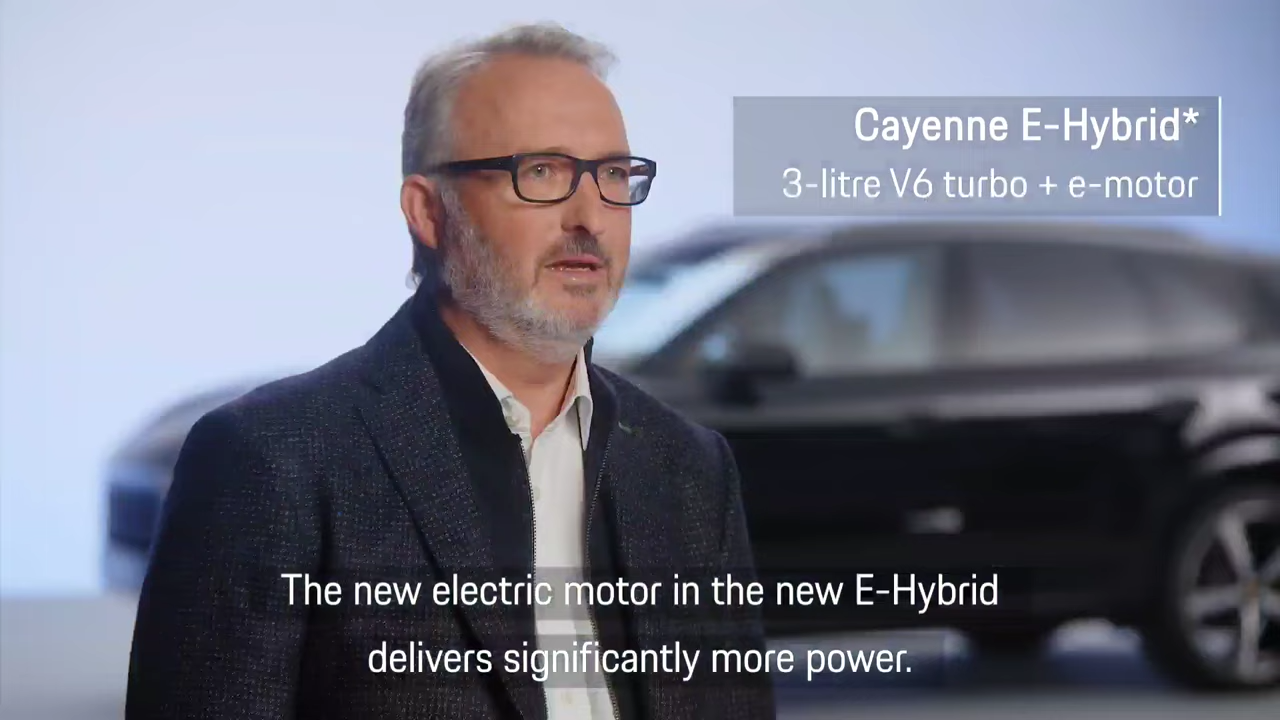 Cayenne E-Hybrid*
3-litre V6 turbo + e-motor
The new electric motor in the new E-Hybrid
delivers significantly more power.